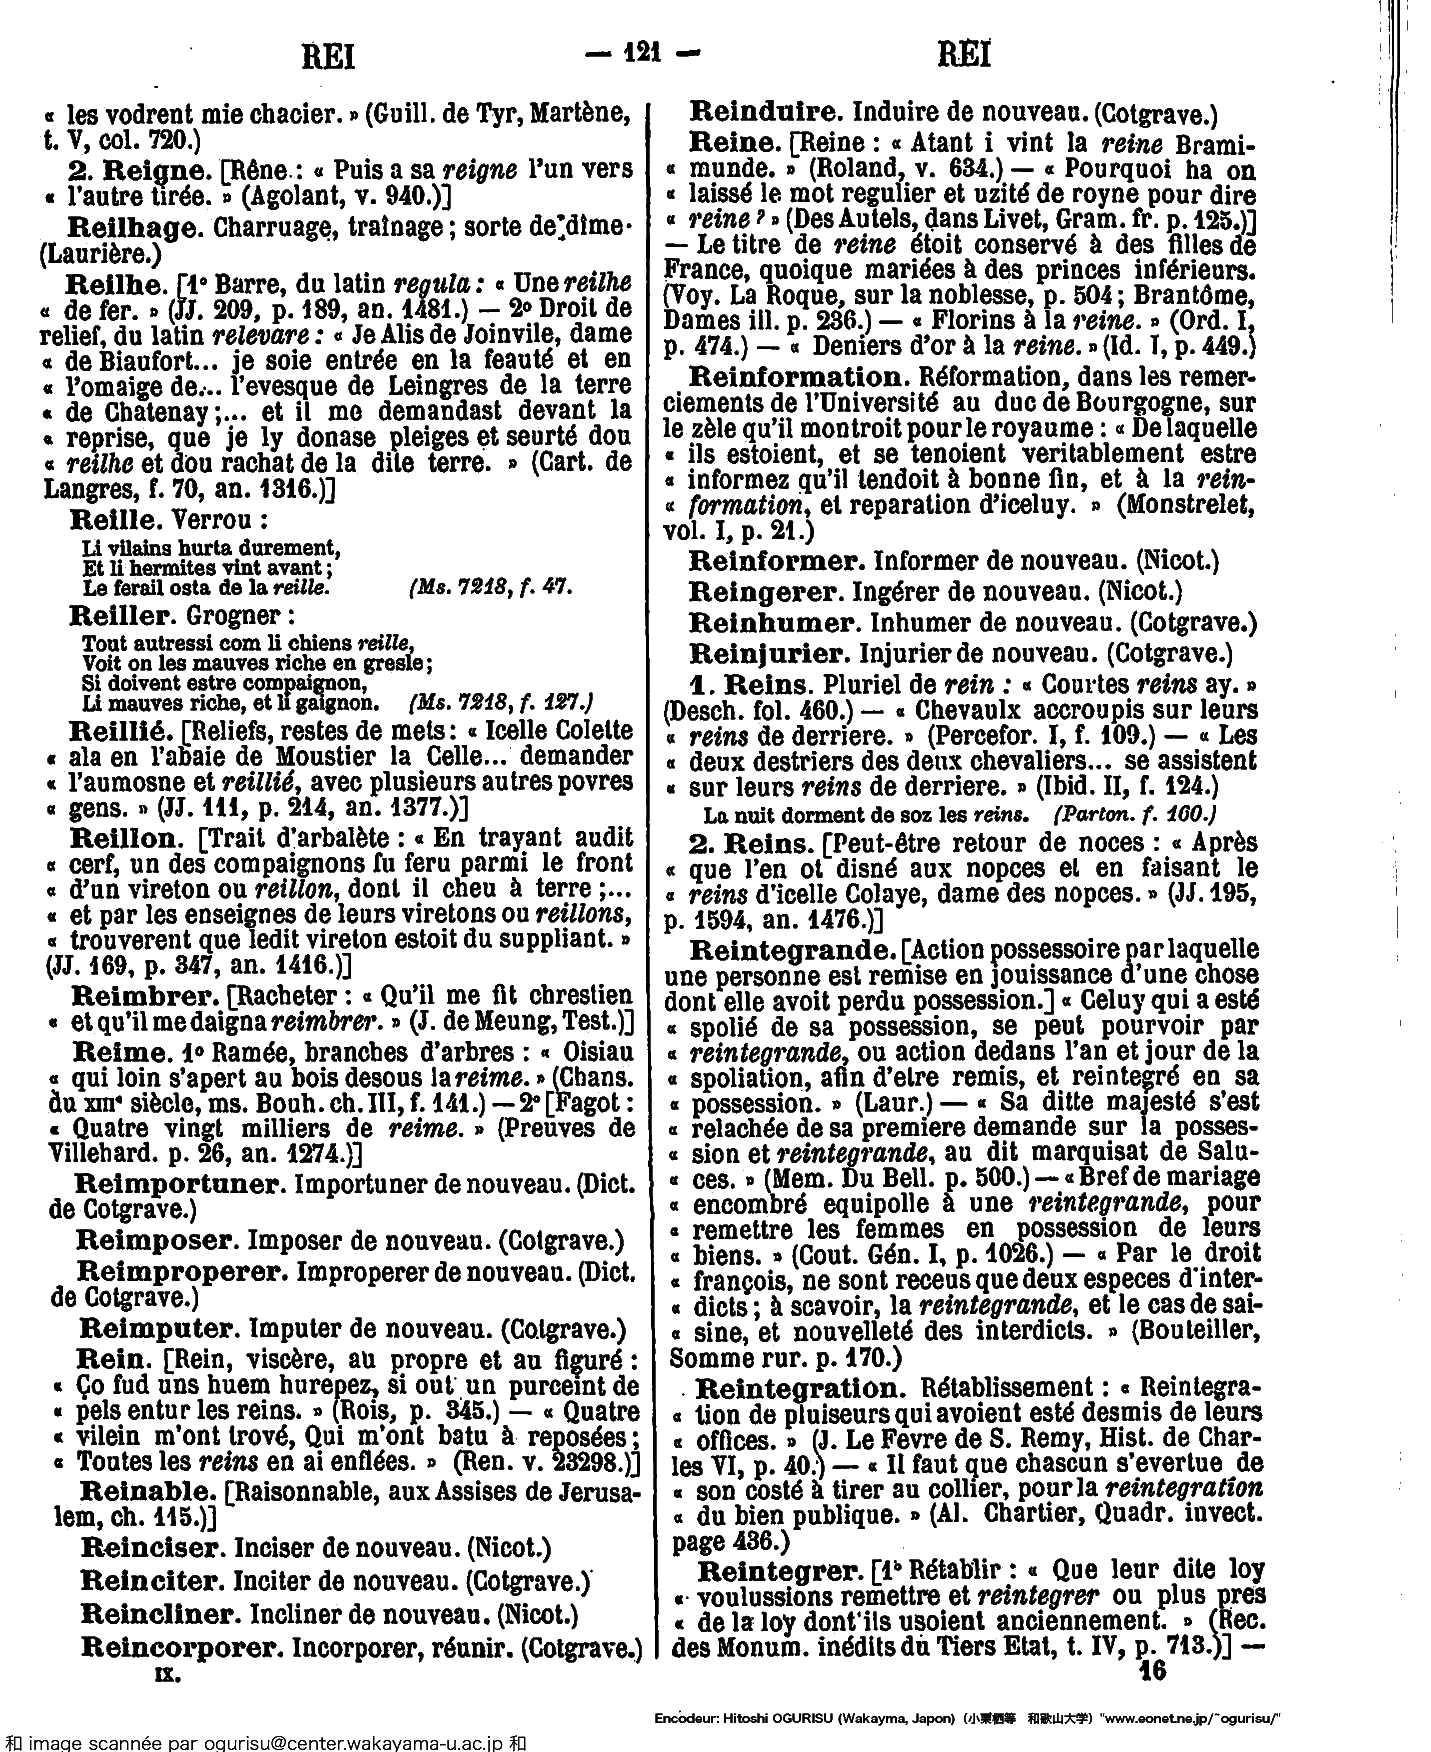 REI — 121 — REI
« les vodrent mie chacier. » (Guill. de Tyr, Martène,
t. V, col. 720.)
2. Reigne. [Rêne : « Puis a sa reigne l'un vers
« l'autre tirée. » (Agolant, v. 940.)]
Reilhage. Charruage, traînage ; sorte de dîme.
(Laurière.)
Reilhe. [1° Barre, du latin regula : « Une reilhe
« de fer. » (JJ. 209, p. 189, an. 1481.) — 2° Droit de
relief, du latin relevare : « Je Alis de Joinvile, dame
« de Biaufort... je soie entrée en la feauté et en
« l'omaige de... l'evesque de Leingres de la terre
« de Chatenay ;... et il me demandast devant la
« reprise, que je ly donase pleiges et seurté dou
« reilhe et dou rachat de la dite terre. » (Cart. de
Langres, f. 70, an. 1316.)]
Reille. Verrou :
Li vilains hurta durement,
Et li hermites vint avant ;
Le ferail osta de la reille. (Ms. 7218, f. 47.
Reiller. Grogner :
Tout autressi com li chiens reille,
Voit on les mauves riche en gresle ;
Si doivent estre compaignon,
Li mauves riche, et li gaignon. (Ms. 7218, f. 127.)
Reillié. [Reliefs, restes de mets : « Icelle Colette
« ala en l'abaie de Moustier la Celle... demander
« l'aumosne et reillié, avec plusieurs autres povres
« gens. » (JJ. 111, p. 214, an. 1377.)]
Reillon. [Trait d'arbalète : « En trayant audit
« cerf, un des compaignons fu feru parmi le front
« d'un vireton ou reillon, dont il cheu à terre ;...
« et par les enseignes de leurs viretons ou reillons,
« trouverent que ledit vireton estoit du suppliant. »
(JJ. 169, p. 347, an. 1416.)]
Reimbrer. [Racheter : « Qu'il me fit chrestien
« et qu'il me daigna reimbrer. » (J. de Meung, Test.)]
Reime. 1° Ramée, branches d'arbres : « Oisiau
« qui loin s'apert au bois desous la reime. » (Chans.
du XIIIe siècle, ms. Bouh. ch. III, f. 141.) — 2° [Fagot :
« Quatre vingt milliers de reime. » (Preuves de
Villehard. p. 26, an. 1274.)]
Reimportuner. Importuner de nouveau. (Dict.
de Cotgrave.)
Reimposer. Imposer de nouveau. (Cotgrave.)
Reimproperer. Improperer de nouveau. (Dict.
de Cotgrave.)
Reimputer. Imputer de nouveau. (Cotgrave.)
Rein. [Rein, viscère, au propre et au figuré :
« Ço fud uns huem hurepez, si out un purceint de
« pels entur les reins. » (Rois, p. 345.) — « Quatre
« vilein m'ont trové, Qui m'ont batu à reposées ;
« Toutes les reins en ai enflées. » (Ren. v. 23298.)]
Reinable. [Raisonnable, aux Assises de Jerusa-
lem, ch. 115.)]
Reinciser. Inciser de nouveau. (Nicot.)
Reinciter. Inciter de nouveau. (Cotgrave.)
Reincliner. Incliner de nouveau. (Nicot.)
Reincorporer. Incorporer, réunir. (Cotgrave.)
IX.
Reinduire. Induire de nouveau. (Cotgrave.)
Reine. [Reine : « Atant i vint la reine Brami-
« munde. » (Roland, v. 634.) — « Pourquoi ha on
« laissé le mot regulier et uzité de royne pour dire
« reine ? » (Des Autels, dans Livet, Gram. fr. p. 125.)]
— Le titre de reine étoit conservé à des filles de
France, quoique mariées à des princes inférieurs.
(Voy. La Roque, sur la noblesse, p. 504 ; Brantôme,
Dames ill. p. 236.) — « Florins à la reine. » (Ord. I,
p. 474.) — « Deniers d'or à la reine. » (Id. I, p. 449.)
Reinformation. Réformation, dans les remer-
ciements de l'Université au duc de Bourgogne, sur
le zèle qu'il montroit pour le royaume : « De laquelle
« ils estoient, et se tenoient veritablement estre
« informez qu'il tendoit à bonne fin, et à la rein-
« formation, et reparation d'iceluy. » (Monstrelet,
vol. I, p. 21.)
Reinformer. Informer de nouveau. (Nicot.)
Reingerer. Ingérer de nouveau. (Nicot.)
Reinhumer. Inhumer de nouveau. (Cotgrave.)
Reinjurier. Injurier de nouveau. (Cotgrave.)
1. Reins. Pluriel de rein : « Courtes reins ay. »
(Desch. fol. 460.) — « Chevaulx accroupis sur leurs
« reins de derriere. » (Percefor. I, f. 109.) — « Les
« deux destriers des deux chevaliers... se assistent
« sur leurs reins de derriere. » (Ibid. II, f. 124.)
La nuit dorment de soz les reins. (Parton. f. 160.)
2. Reins. [Peut-être retour de noces : « Après
« que l'en ot disné aux nopces et en faisant le
« reins d'icelle Colaye, dame des nopces. » (JJ. 195,
p. 1594, an. 1476.)]
Reintegrande. [Action possessoire par laquelle
une personne est remise en jouissance d'une chose
dont elle avoit perdu possession.] « Celuy qui a esté
« spolié de sa possession, se peut pourvoir par
« reintegrande, ou action dedans l'an et jour de la
« spoliation, afin d'etre remis, et reintegré en sa
« possession. » (Laur.) — « Sa ditte majesté s'est
« relachée de sa premiere demande sur la posses-
« sion et reintegrande, au dit marquisat de Salu-
« ces. » (Mem. Du Bell. p. 500.) — « Bref de mariage
« encombré equipolle à une reintegrande, pour
« remettre les femmes en possession de leurs
« biens. » (Cout. Gén. I, p. 1026.) — « Par le droit
« françois, ne sont receus que deux especes d'inter-
« dicts ; à scavoir, la reintegrande, et le cas de sai-
« sine, et nouvelleté des interdicts. » (Bouteiller,
Somme rur. p. 170.)
Reintegration. Rétablissement : « Reintegra-
« tion de pluiseurs qui avoient esté desmis de leurs
« offices. » (J. Le Fevre de S. Remy, Hist. de Char-
les VI, p. 40.) — « Il faut que chascun s'evertue de
« son costé à tirer au collier, pour la reintegration
« du bien publique. » (Al. Chartier, Quadr. invect.
page 436.)
Reintegrer. [1° Rétablir : « Que leur dite loy
« voulussions remettre et reintegrer ou plus pres
« de la loy dont ils usoient anciennement. » (Rec.
des Monum. inédits du Tiers Etat, t. IV, p. 713.)] —
16
Encodeur: Hitoshi OGURISU (Wakayma, Japon) (小栗栖等 和歌山大学) "www.eonet.ne.jp/~ogurisu/"
和 image scannée par ogurisu@center.wakayama-u.ac.jp 和